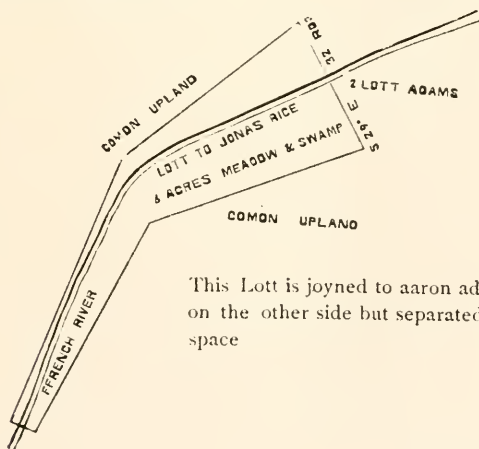 32 RDS
COMON UPLAND
2 LOTT ADAMS
LOTT TO JONAS RICE
6 ACRES MEADOW & SWAMP
S 29° E
COMON UPLAND
FFRENCH RIVER
This Lott is joyned to aaron ad
on the other side but separated
space